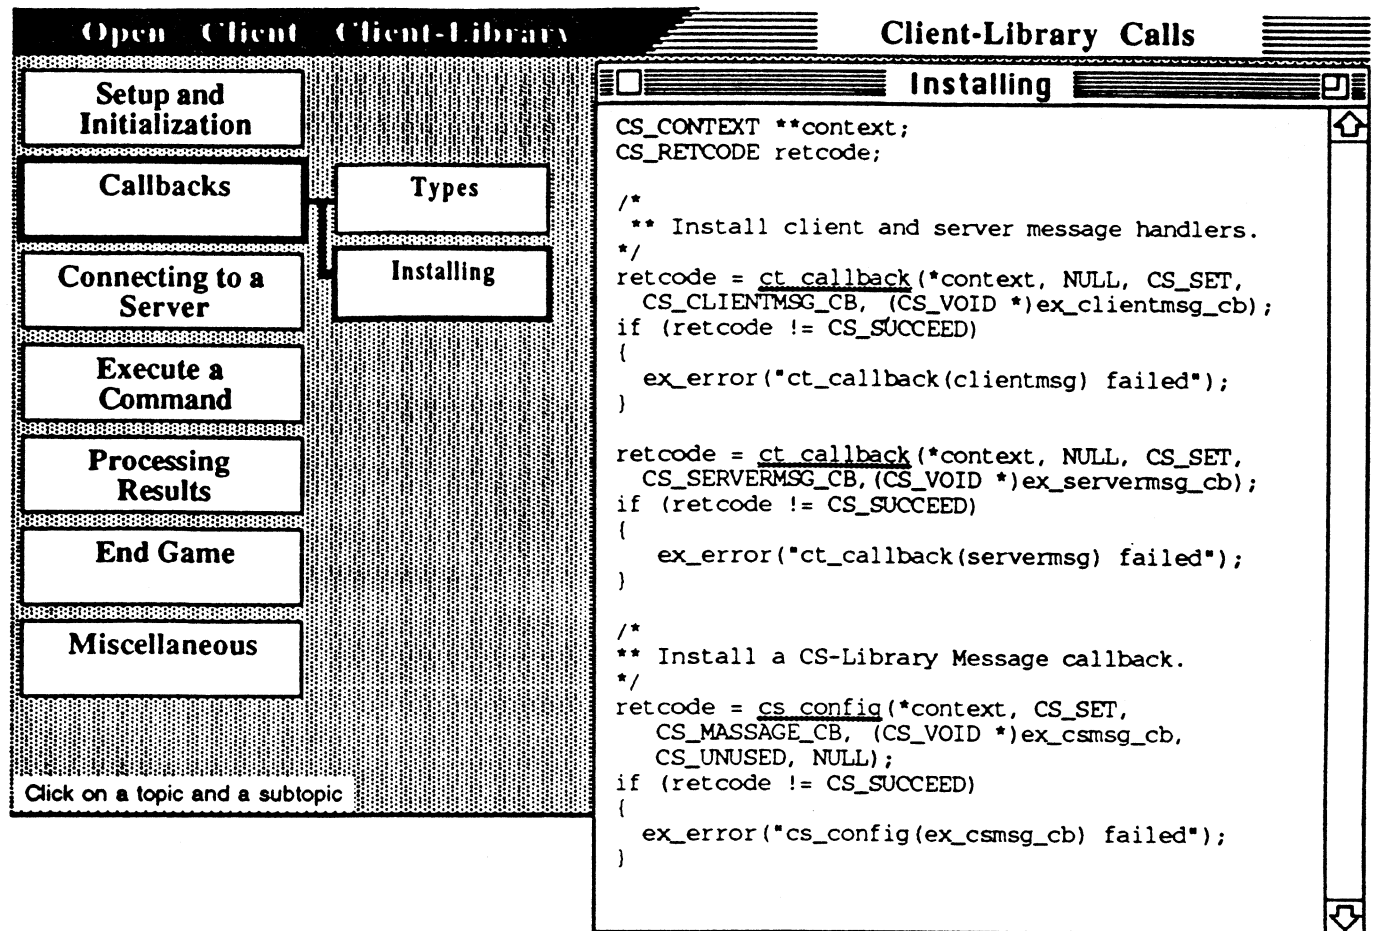 Open Client Client-Library
Client-Library Calls
Setup and
Initialization
Callbacks
Types
Installing
Connecting to a
Server
Execute a
Command
Processing
Results
End Game
Miscellaneous
Click on a topic and a subtopic
Installing
CS_CONTEXT **context;
CS_RETCODE retcode;
/*
** Install client and server message handlers.
*/
retcode = ct_callback(*context, NULL, CS_SET,
CS_CLIENTMSG_CB, (CS_VOID *)ex_clientmsg_cb);
if (retcode != CS_SUCCEED)
{
ex_error("ct_callback(clientmsg) failed");
}
retcode = ct_callback(*context, NULL, CS_SET,
CS_SERVERMSG_CB, (CS_VOID *)ex_servermsg_cb);
if (retcode != CS_SUCCEED)
{
ex_error("ct_callback(servermsg) failed");
}
/*
** Install a CS-Library Message callback.
*/
retcode = cs_config(*context, CS_SET,
CS_MASSAGE_CB, (CS_VOID *)ex_csmsg_cb,
CS_UNUSED, NULL);
if (retcode != CS_SUCCEED)
{
ex_error("cs_config(ex_csmsg_cb) failed");
}